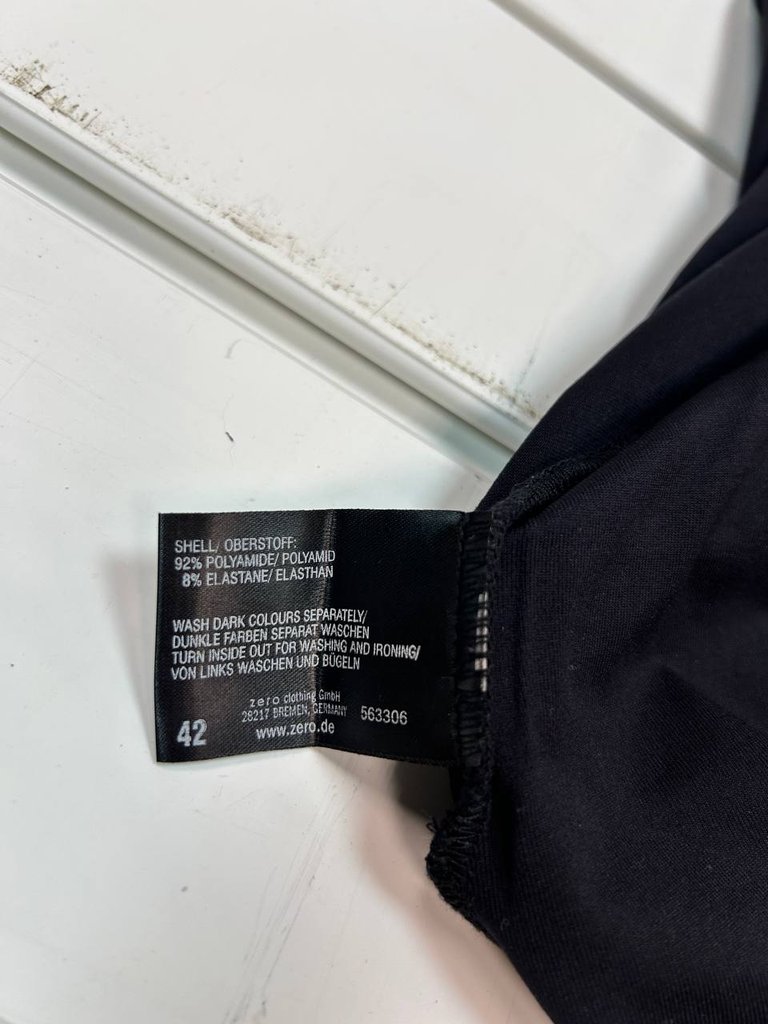 SHELL/ OBERSTOFF:
92% POLYAMIDE/ POLYAMID
8% ELASTANE/ ELASTHAN
WASH DARK COLOURS SEPARATELY/
DUNKLE FARBEN SEPARAT WASCHEN
TURN INSIDE OUT FOR WASHING AND IRONING/
VON LINKS WASCHEN UND BÜGELN
zero clothing GmbH
28217 BREMEN, GERMANY 563306
42 www.zero.de